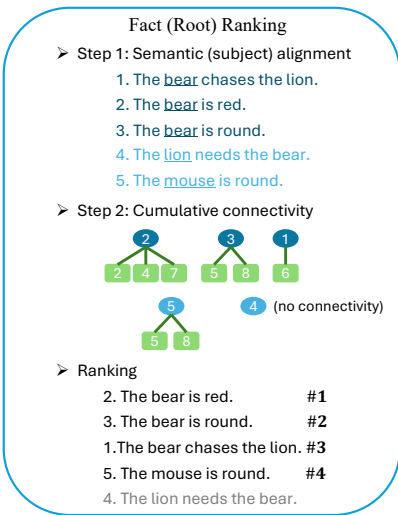 Fact (Root) Ranking
➢ Step 1: Semantic (subject) alignment
1. The bear chases the lion.
2. The bear is red.
3. The bear is round.
4. The lion needs the bear.
5. The mouse is round.
➢ Step 2: Cumulative connectivity
2 3 1
2 4 7 5 8 6
5 4 (no connectivity)
5 8
➢ Ranking
2. The bear is red. #1
3. The bear is round. #2
1.The bear chases the lion. #3
5. The mouse is round. #4
4. The lion needs the bear.